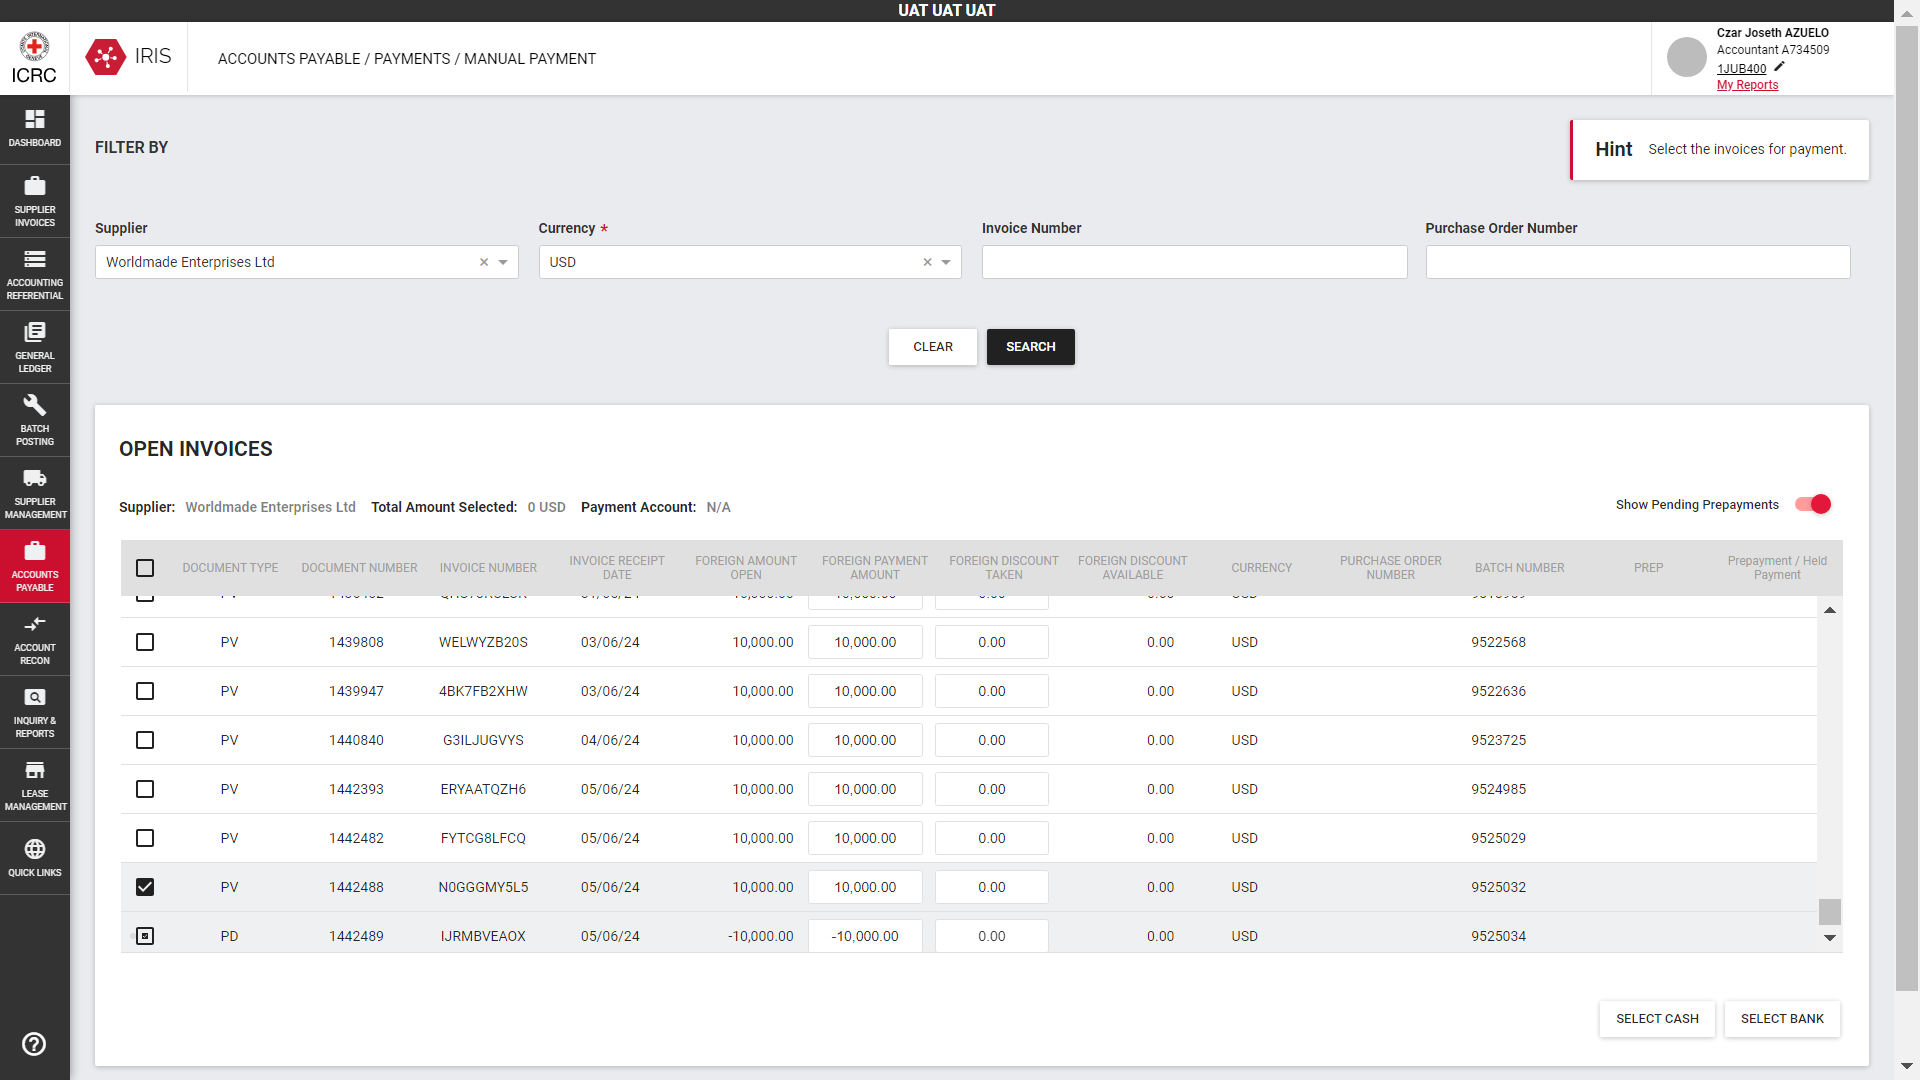 UAT UAT UAT
ICRC
IRIS
ACCOUNTS PAYABLE / PAYMENTS / MANUAL PAYMENT
Czar Joseth AZUELO
Accountant A734509
1JUB400
My Reports
DASHBOARD
SUPPLIER
INVOICES
ACCOUNTING
REFERENTIAL
GENERAL
LEDGER
BATCH
POSTING
SUPPLIER
MANAGEMENT
ACCOUNTS
PAYABLE
ACCOUNT
RECON
INQUIRY &
REPORTS
LEASE
MANAGEMENT
QUICK LINKS
FILTER BY
Hint Select the invoices for payment.
Supplier Currency * Invoice Number Purchase Order Number
Worldmade Enterprises Ltd USD
CLEAR SEARCH
OPEN INVOICES
Supplier: Worldmade Enterprises Ltd Total Amount Selected: 0 USD Payment Account: N/A Show Pending Prepayments
DOCUMENT TYPE DOCUMENT NUMBER INVOICE NUMBER INVOICE RECEIPT DATE FOREIGN AMOUNT OPEN FOREIGN PAYMENT AMOUNT FOREIGN DISCOUNT TAKEN FOREIGN DISCOUNT AVAILABLE CURRENCY PURCHASE ORDER NUMBER BATCH NUMBER PREP Prepayment / Held Payment
PV 1439808 WELWYZB20S 03/06/24 10,000.00 10,000.00 0.00 0.00 USD 9522568
PV 1439947 4BK7FB2XHW 03/06/24 10,000.00 10,000.00 0.00 0.00 USD 9522636
PV 1440840 G3ILJUGVYS 04/06/24 10,000.00 10,000.00 0.00 0.00 USD 9523725
PV 1442393 ERYAATQZH6 05/06/24 10,000.00 10,000.00 0.00 0.00 USD 9524985
PV 1442482 FYTCG8LFCQ 05/06/24 10,000.00 10,000.00 0.00 0.00 USD 9525029
PV 1442488 N0GGGMY5L5 05/06/24 10,000.00 10,000.00 0.00 0.00 USD 9525032
PD 1442489 IJRMBVEAOX 05/06/24 -10,000.00 -10,000.00 0.00 0.00 USD 9525034
SELECT CASH SELECT BANK